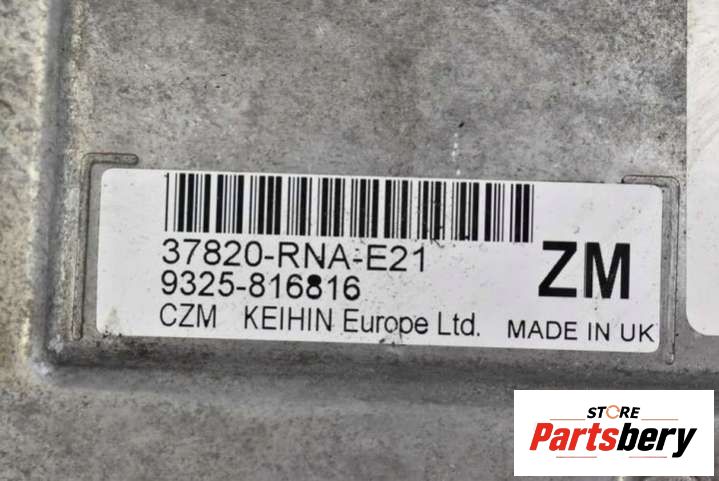 37820-RNA-E21
9325-816816
ZM
CZM KEIHIN Europe Ltd. MADE IN UK
STORE
Partsbery